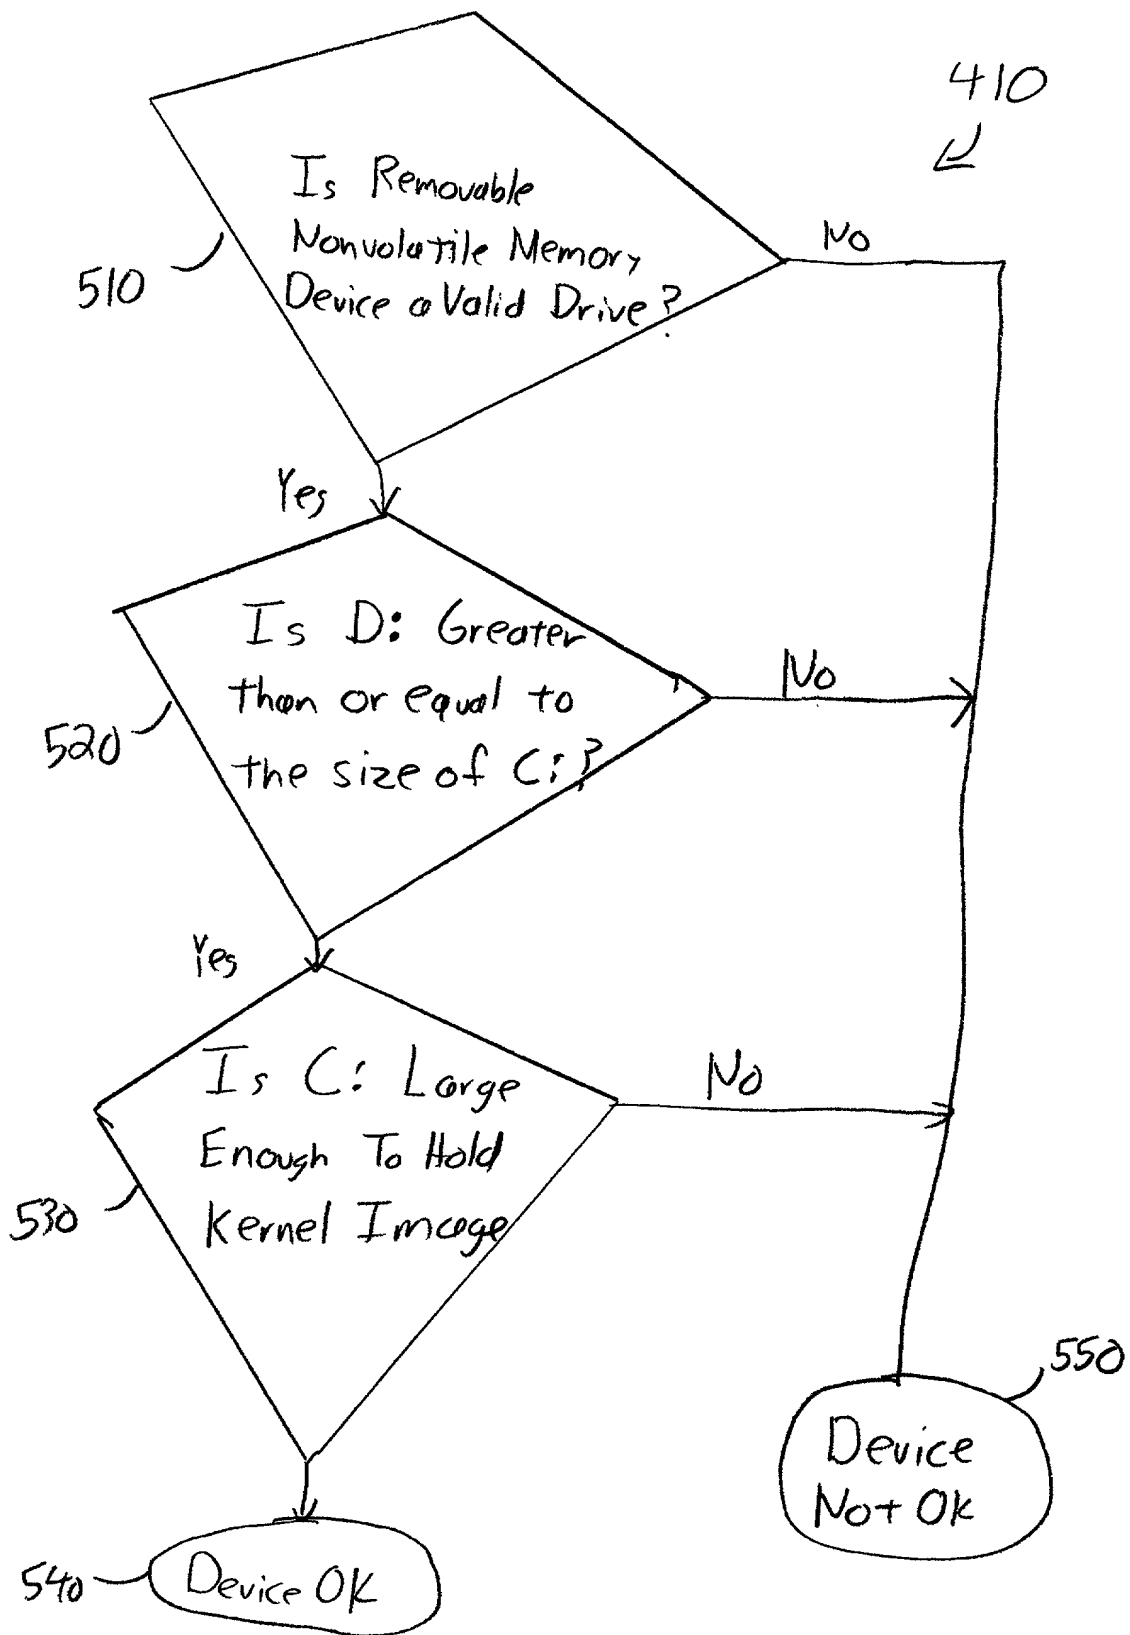 410
Is Removable
Nonvolatile Memory
Device a Valid Drive?
No
510
Yes
Is D: Greater
than or equal to
the size of C:?
No
520
Yes
Is C: Large
Enough To Hold
Kernel Image
No
530
550
Device
Not Ok
540
Device OK